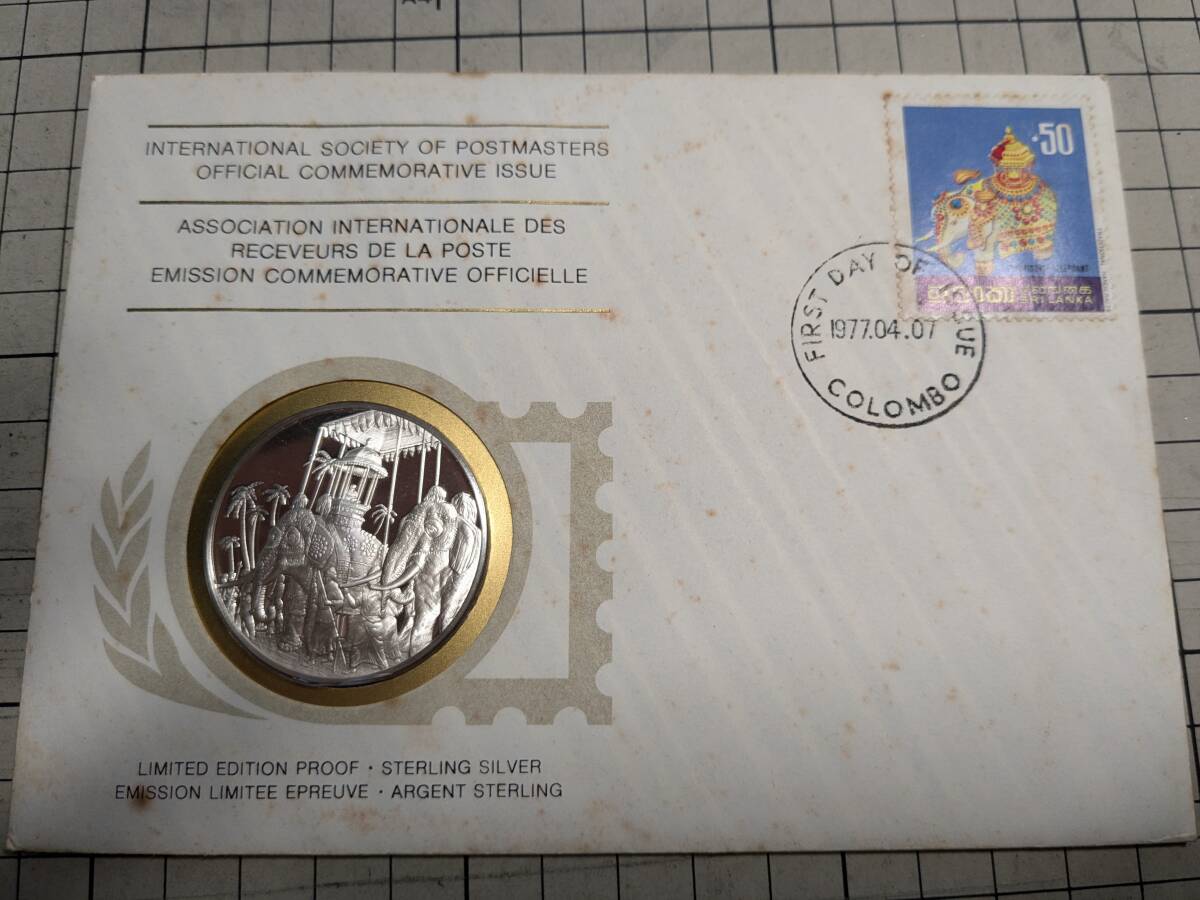 INTERNATIONAL SOCIETY OF POSTMASTERS
OFFICIAL COMMEMORATIVE ISSUE
ASSOCIATION INTERNATIONALE DES
RECEVEURS DE LA POSTE
EMISSION COMMEMORATIVE OFFICIELLE
.50
ශ්‍රී ලංකා
இலங்கை
SRI LANKA
FIRST DAY OF ISSUE
1977.04.07
COLOMBO
LIMITED EDITION PROOF · STERLING SILVER
EMISSION LIMITEE EPREUVE · ARGENT STERLING